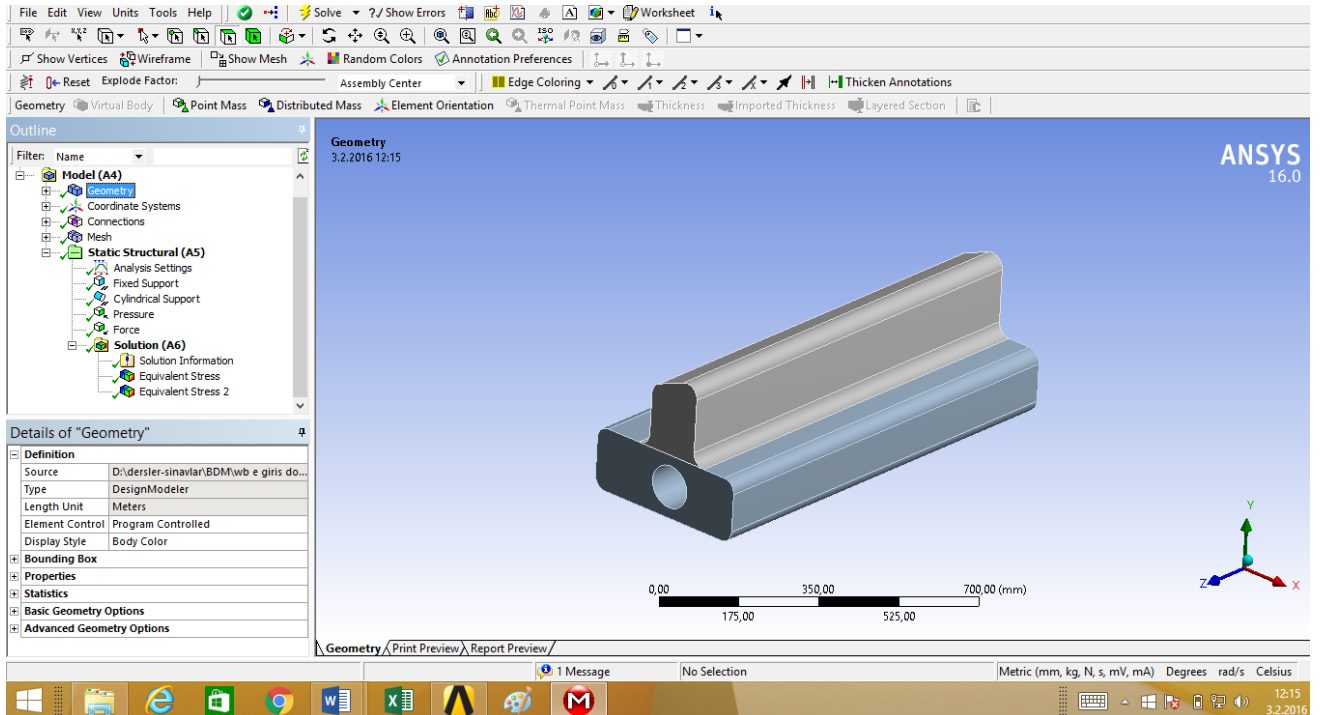 File Edit View Units Tools Help Solve ?/ Show Errors Worksheet
Show Vertices Wireframe Show Mesh Random Colors Annotation Preferences
Reset Explode Factor: Assembly Center Edge Coloring Thicken Annotations
Geometry Virtual Body Point Mass Distributed Mass Element Orientation Thermal Point Mass Thickness Imported Thickness Layered Section
Outline
Filter: Name
Model (A4)
Geometry
Coordinate Systems
Connections
Mesh
Static Structural (A5)
Analysis Settings
Fixed Support
Cylindrical Support
Pressure
Force
Solution (A6)
Solution Information
Equivalent Stress
Equivalent Stress 2
Details of "Geometry"
Definition
Source D:\dersler-sinavlar\BDM\wb e giris do...
Type DesignModeler
Length Unit Meters
Element Control Program Controlled
Display Style Body Color
Bounding Box
Properties
Statistics
Basic Geometry Options
Advanced Geometry Options
Geometry
3.2.2016 12:15
ANSYS
16.0
Y
Z X
0,00 350,00 700,00 (mm)
175,00 525,00
Geometry Print Preview Report Preview
1 Message No Selection Metric (mm, kg, N, s, mV, mA) Degrees rad/s Celsius
12:15
3.2.2016